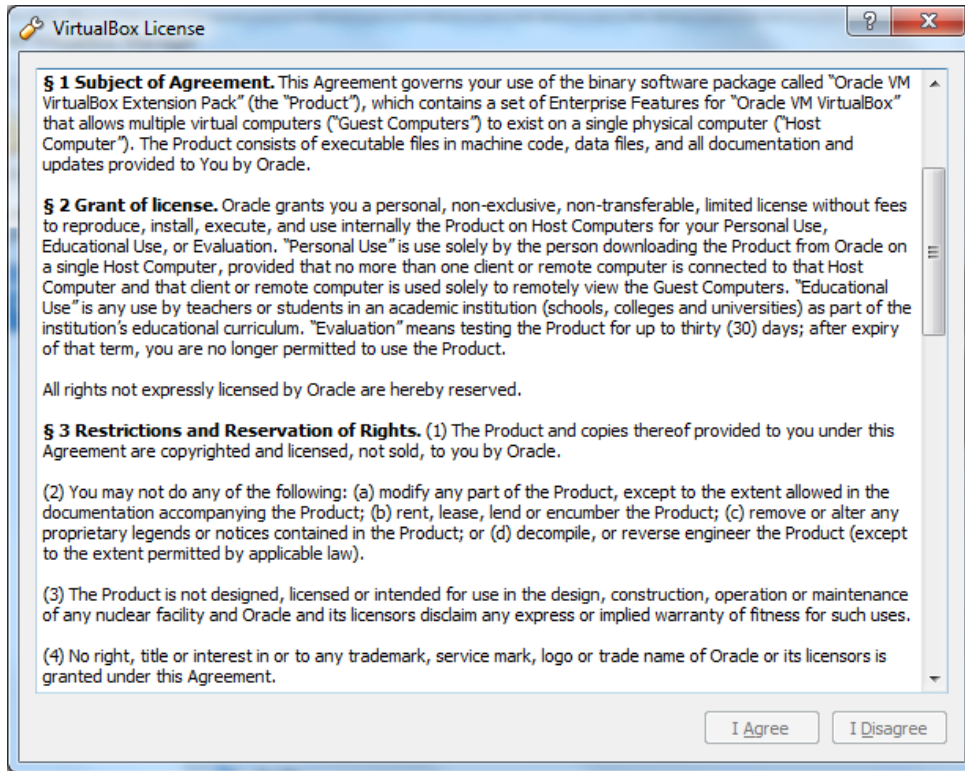 VirtualBox License
§ 1 Subject of Agreement. This Agreement governs your use of the binary software package called “Oracle VM
VirtualBox Extension Pack” (the “Product”), which contains a set of Enterprise Features for “Oracle VM VirtualBox”
that allows multiple virtual computers (“Guest Computers”) to exist on a single physical computer (“Host
Computer”). The Product consists of executable files in machine code, data files, and all documentation and
updates provided to You by Oracle.
§ 2 Grant of license. Oracle grants you a personal, non-exclusive, non-transferable, limited license without fees
to reproduce, install, execute, and use internally the Product on Host Computers for your Personal Use,
Educational Use, or Evaluation. “Personal Use” is use solely by the person downloading the Product from Oracle on
a single Host Computer, provided that no more than one client or remote computer is connected to that Host
Computer and that client or remote computer is used solely to remotely view the Guest Computers. “Educational
Use” is any use by teachers or students in an academic institution (schools, colleges and universities) as part of the
institution’s educational curriculum. “Evaluation” means testing the Product for up to thirty (30) days; after expiry
of that term, you are no longer permitted to use the Product.
All rights not expressly licensed by Oracle are hereby reserved.
§ 3 Restrictions and Reservation of Rights. (1) The Product and copies thereof provided to you under this
Agreement are copyrighted and licensed, not sold, to you by Oracle.
(2) You may not do any of the following: (a) modify any part of the Product, except to the extent allowed in the
documentation accompanying the Product; (b) rent, lease, lend or encumber the Product; (c) remove or alter any
proprietary legends or notices contained in the Product; or (d) decompile, or reverse engineer the Product (except
to the extent permitted by applicable law).
(3) The Product is not designed, licensed or intended for use in the design, construction, operation or maintenance
of any nuclear facility and Oracle and its licensors disclaim any express or implied warranty of fitness for such uses.
(4) No right, title or interest in or to any trademark, service mark, logo or trade name of Oracle or its licensors is
granted under this Agreement.
I Agree I Disagree